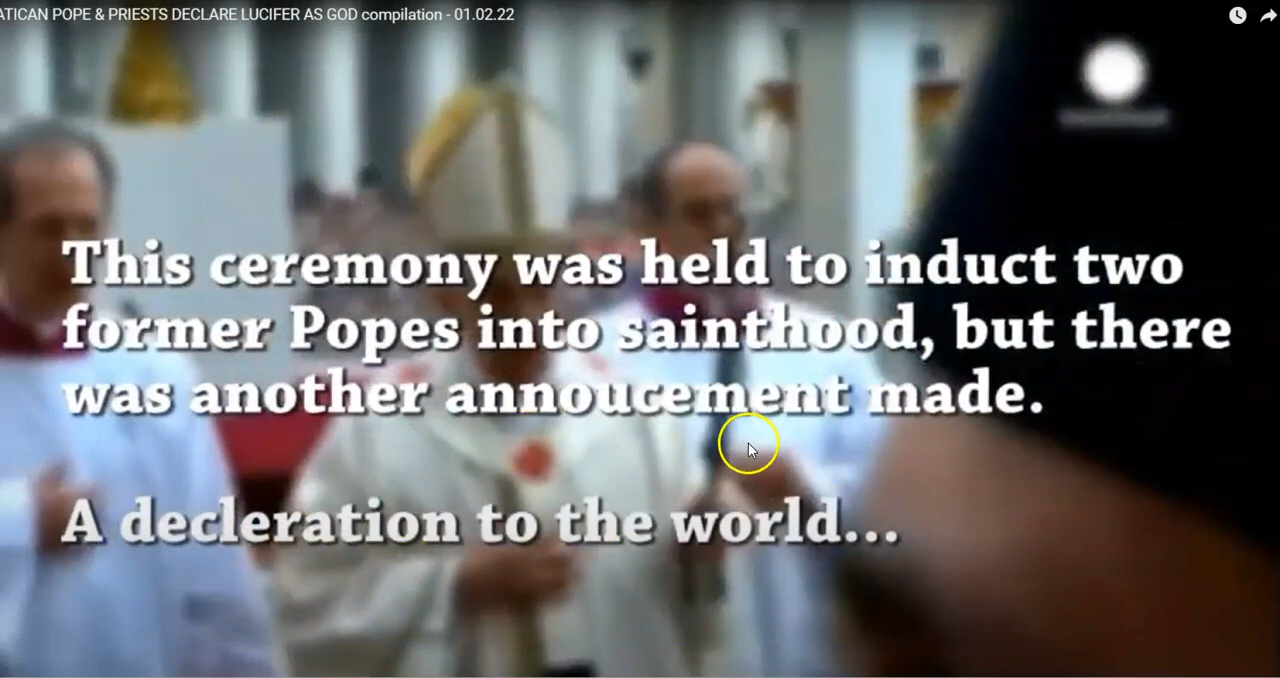 ATICAN POPE & PRIESTS DECLARE LUCIFER AS GOD compilation - 01.02.22
This ceremony was held to induct two
former Popes into sainthood, but there
was another annoucement made.
A decleration to the world...